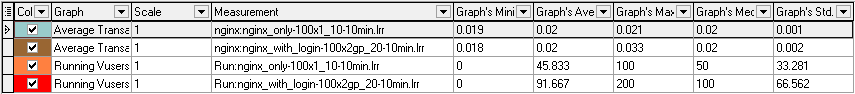 Col Graph Scale Measurement Graph's Mini Graph's Ave Graph's Max Graph's Med Graph's Std.
Average Transa 1 nginx:nginx_only-100x1_10-10min.lrr 0.019 0.02 0.021 0.02 0.001
Average Transa 1 nginx:nginx_with_login-100x2gp_20-10min.lrr 0.018 0.02 0.033 0.02 0.002
Running Vusers 1 Run:nginx_only-100x1_10-10min.lrr 0 45.833 100 50 33.281
Running Vusers 1 Run:nginx_with_login-100x2gp_20-10min.lrr 0 91.667 200 100 66.562